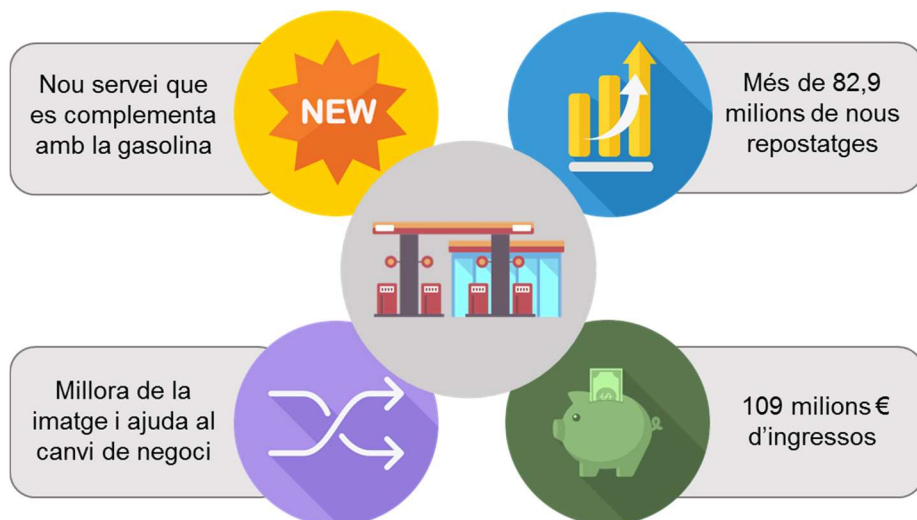 Nou servei que
es complementa
amb la gasolina
NEW
Més de 82,9
milions de nous
repostatges
Millora de la
imatge i ajuda al
canvi de negoci
109 milions €
d'ingressos